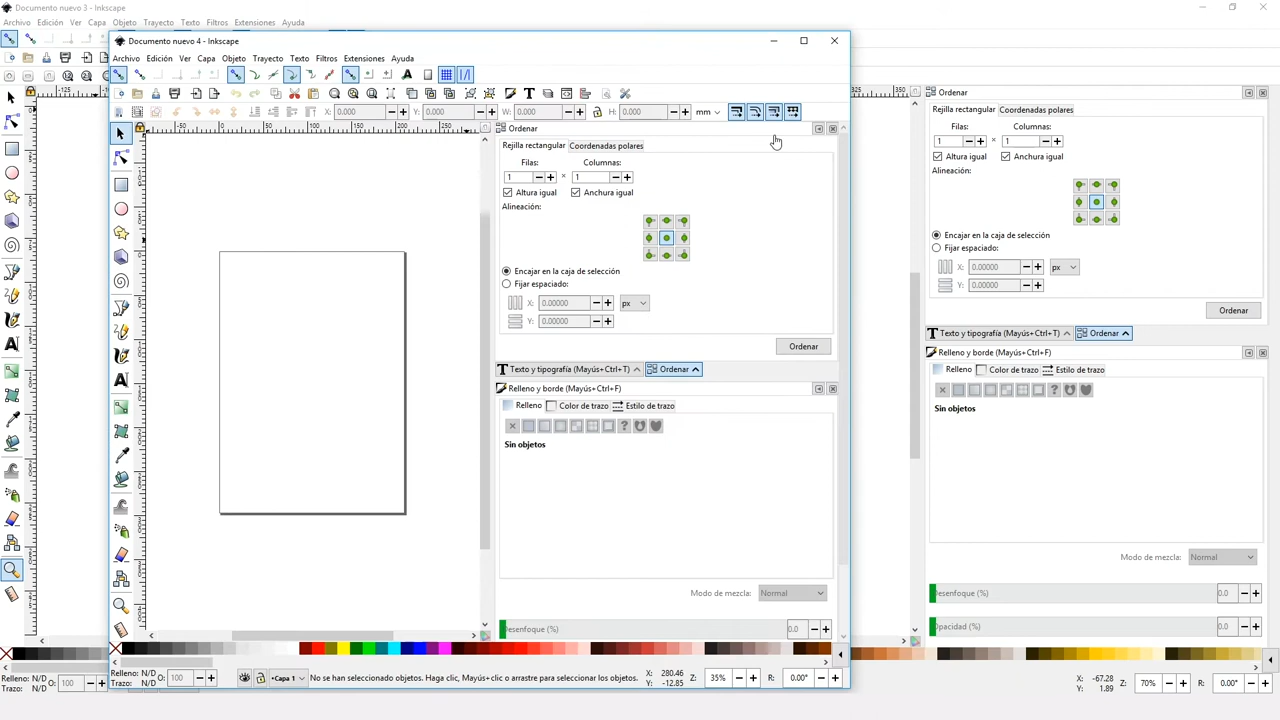 Documento nuevo 3 - Inkscape
Archivo Edición Ver Capa Objeto Trayecto Texto Filtros Extensiones Ayuda
Documento nuevo 4 - Inkscape
Archivo Edición Ver Capa Objeto Trayecto Texto Filtros Extensiones Ayuda
X: 0.000 Y: 0.000 W: 0.000 H: 0.000 mm
-125 350
-50 0 50 100 150 200 250
Ordenar
Rejilla rectangular Coordenadas polares
Filas: Columnas:
1 × 1
Altura igual Anchura igual
Alineación:
Encajar en la caja de selección
Fijar espaciado:
X: 0.00000 px
Y: 0.00000
Ordenar
Texto y tipografía (Mayús+Ctrl+T) Ordenar
Relleno y borde (Mayús+Ctrl+F)
Relleno Color de trazo Estilo de trazo
Sin objetos
Modo de mezcla: Normal
Desenfoque (%) 0.0
Relleno: N/D
Trazo: N/D O: 100
•Capa 1
No se han seleccionado objetos. Haga clic, Mayús+clic o arrastre para seleccionar los objetos.
X: 280.46
Y: -12.85
Z: 35% R: 0.00°
Ordenar
Rejilla rectangular Coordenadas polares
Filas: Columnas:
1 × 1
Altura igual Anchura igual
Alineación:
Encajar en la caja de selección
Fijar espaciado:
X: 0.00000 px
Y: 0.00000
Ordenar
Texto y tipografía (Mayús+Ctrl+T) Ordenar
Relleno y borde (Mayús+Ctrl+F)
Relleno Color de trazo Estilo de trazo
Sin objetos
Modo de mezcla: Normal
Desenfoque (%) 0.0
Opacidad (%) 0.0
Relleno: N/D
Trazo: N/D O: 100
X: -67.28
Y: 1.89
Z: 70% R: 0.00°